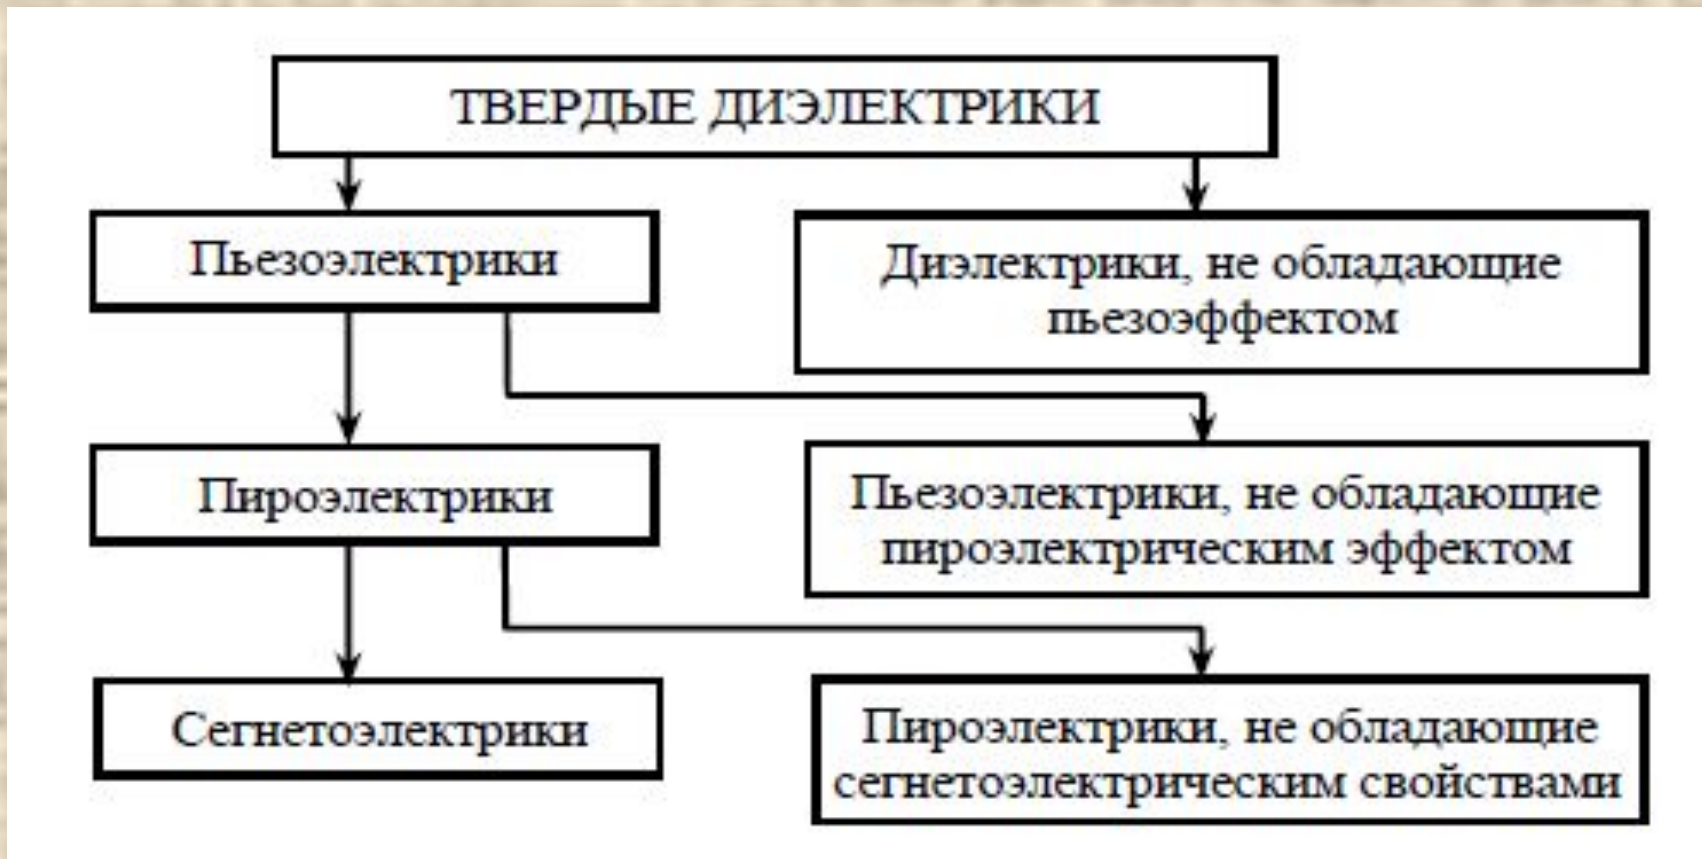 ТВЕРДЫЕ ДИЭЛЕКТРИКИ
Пьезоэлектрики
Диэлектрики, не обладающие
пьезоэффектом
Пироэлектрики
Пьезоэлектрики, не обладающие
пироэлектрическим эффектом
Сегнетоэлектрики
Пироэлектрики, не обладающие
сегнетоэлектрическим свойствами